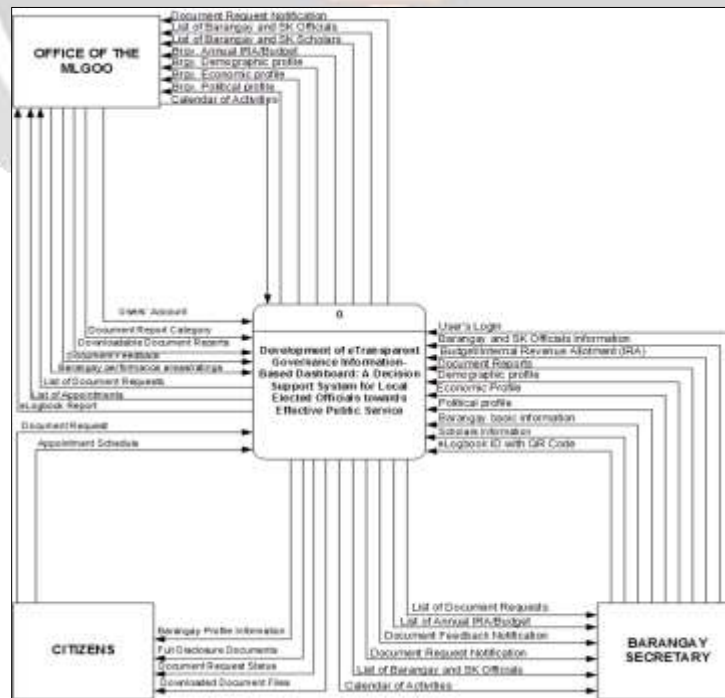 OFFICE OF THE
MLGOO
Document Request Notification
List of Barangay and SK Officials
List of Barangay and SK Scholars
Brgy. Annual IRA/Budget
Brgy. Demographic profile
Brgy. Economic profile
Brgy. Political profile
Calendar of Activities
Users' Account
Document Report Category
Downloadable Document Reports
Document Feedback
Barangay performance areas/ratings
List of Document Requests
List of Appointments
eLogbook Report
Document Request
Appointment Schedule
0
Development of eTransparent
Governance Information-
Based Dashboard: A Decision
Support System for Local
Elected Officials towards
Effective Public Service
User's Login
Barangay and SK Officials Information
Budget/Internal Revenue Allotment (IRA)
Document Reports
Demographic profile
Economic Profile
Political profile
Barangay basic information
Scholars Information
eLogbook ID with QR Code
CITIZENS
Barangay Profile Information
Full Disclosure Documents
Document Request Status
Downloaded Document Files
List of Document Requests
List of Annual IRA/Budget
Document Feedback Notification
Document Request Notification
List of Barangay and SK Officials
Calendar of Activities
BARANGAY
SECRETARY